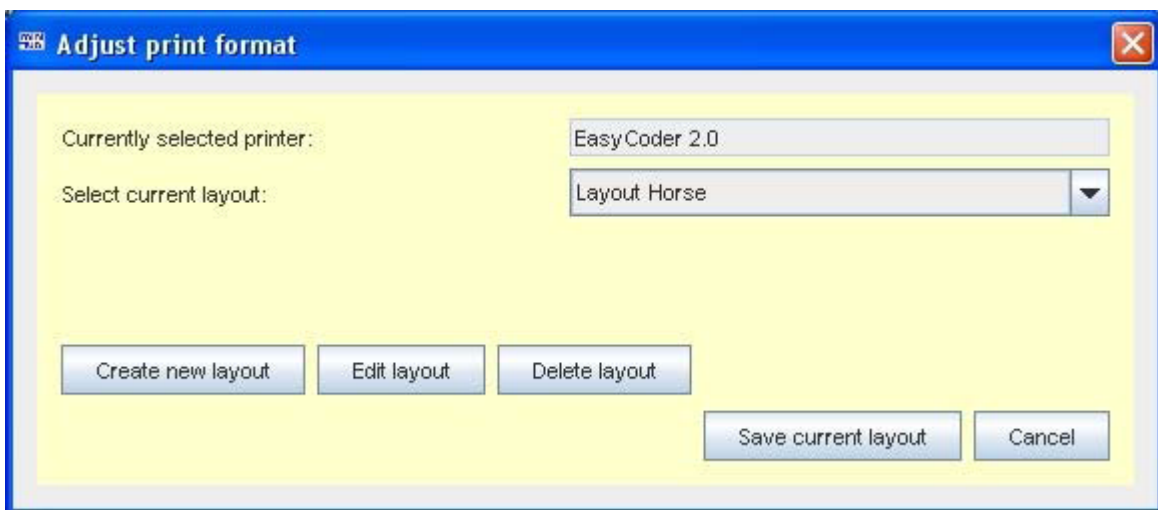 Adjust print format
Currently selected printer: EasyCoder 2.0
Select current layout: Layout Horse
Create new layout Edit layout Delete layout
Save current layout Cancel